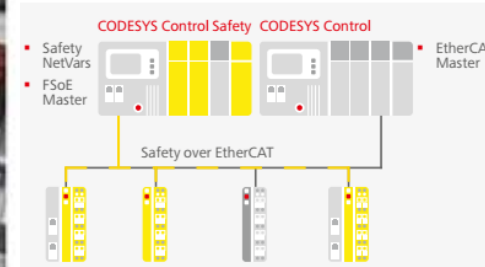 CODESYS Control Safety CODESYS Control
Safety
NetVars
FSoE
Master
EtherCA
Master
Safety over EtherCAT